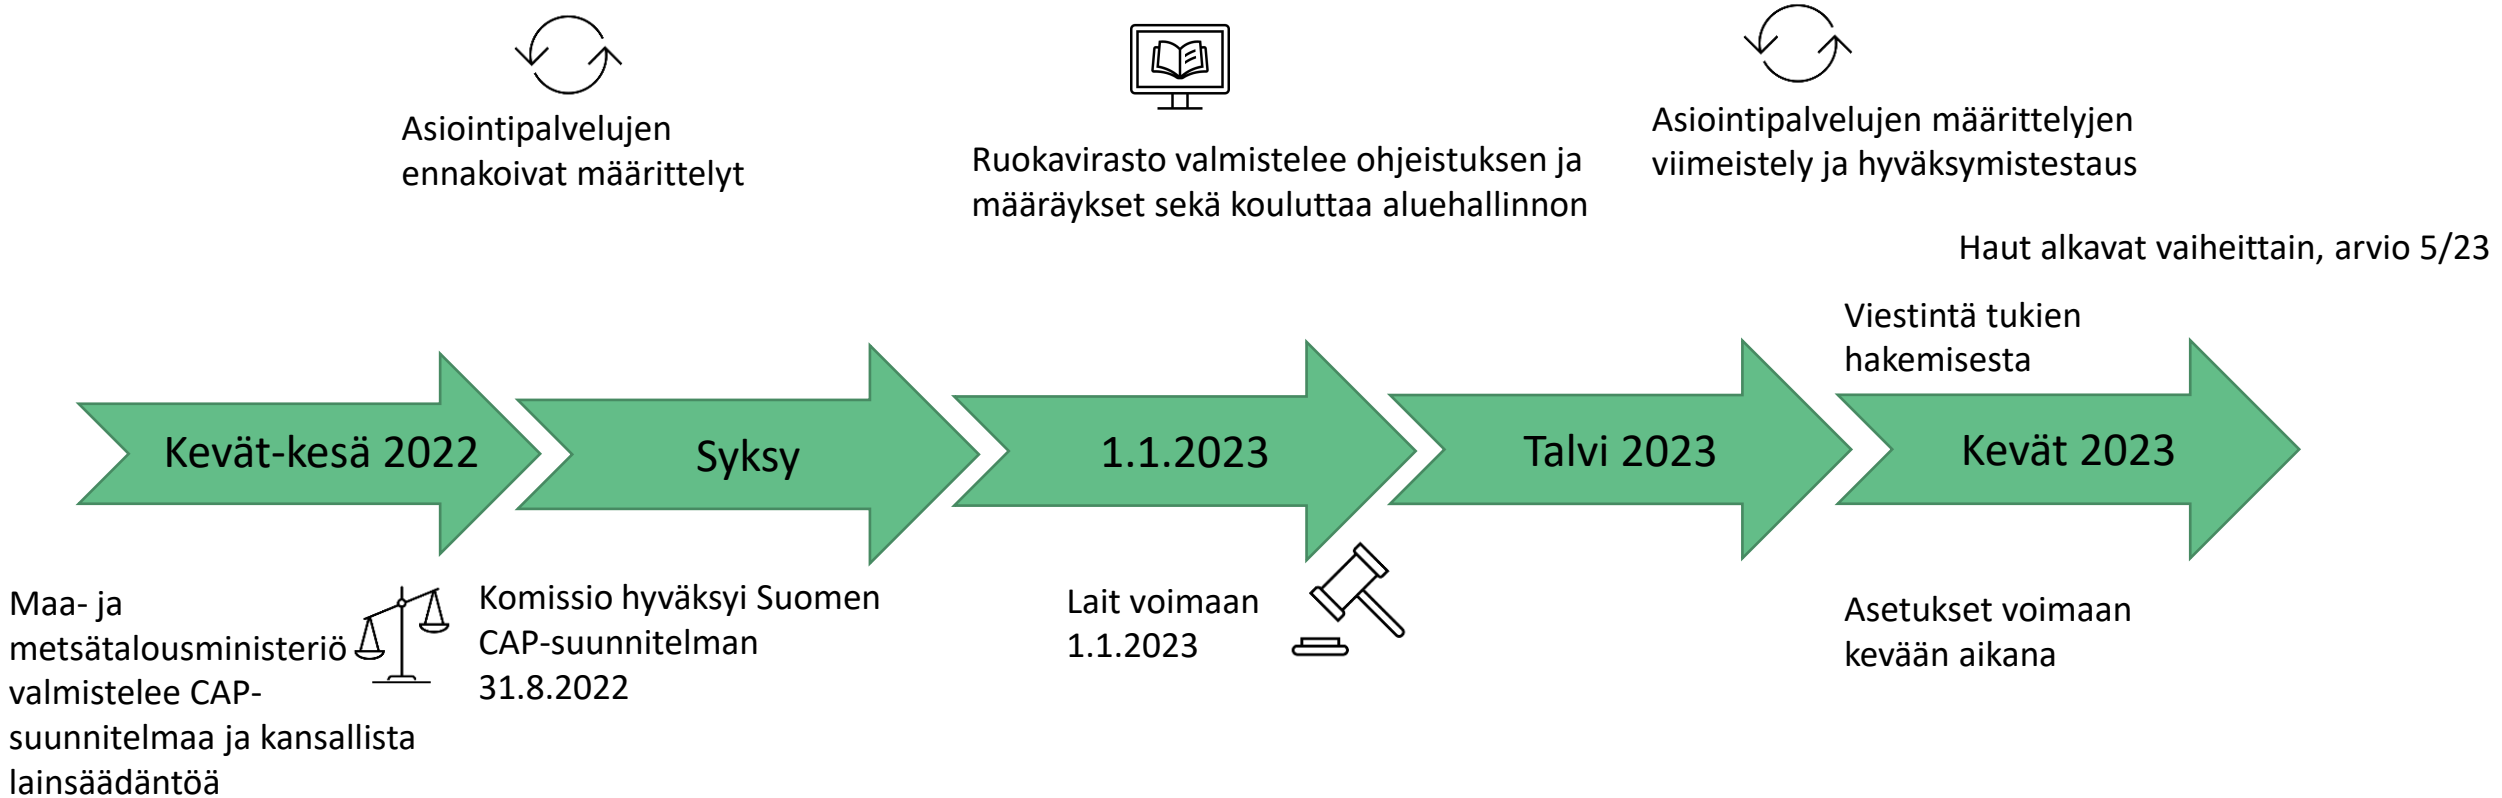 Asiointipalvelujen
ennakoivat määrittelyt
Ruokavirasto valmistelee ohjeistuksen ja
määräykset sekä kouluttaa aluehallinnon
Asiointipalvelujen määrittelyjen
viimeistely ja hyväksymistestaus
Haut alkavat vaiheittain, arvio 5/23
Viestintä tukien
hakemisesta
Kevät-kesä 2022
Syksy
1.1.2023
Talvi 2023
Kevät 2023
Maa- ja
metsätalousministeriö
valmistelee CAP-
suunnitelmaa ja kansallista
lainsäädäntöä
Komissio hyväksyi Suomen
CAP-suunnitelman
31.8.2022
Lait voimaan
1.1.2023
Asetukset voimaan
kevään aikana